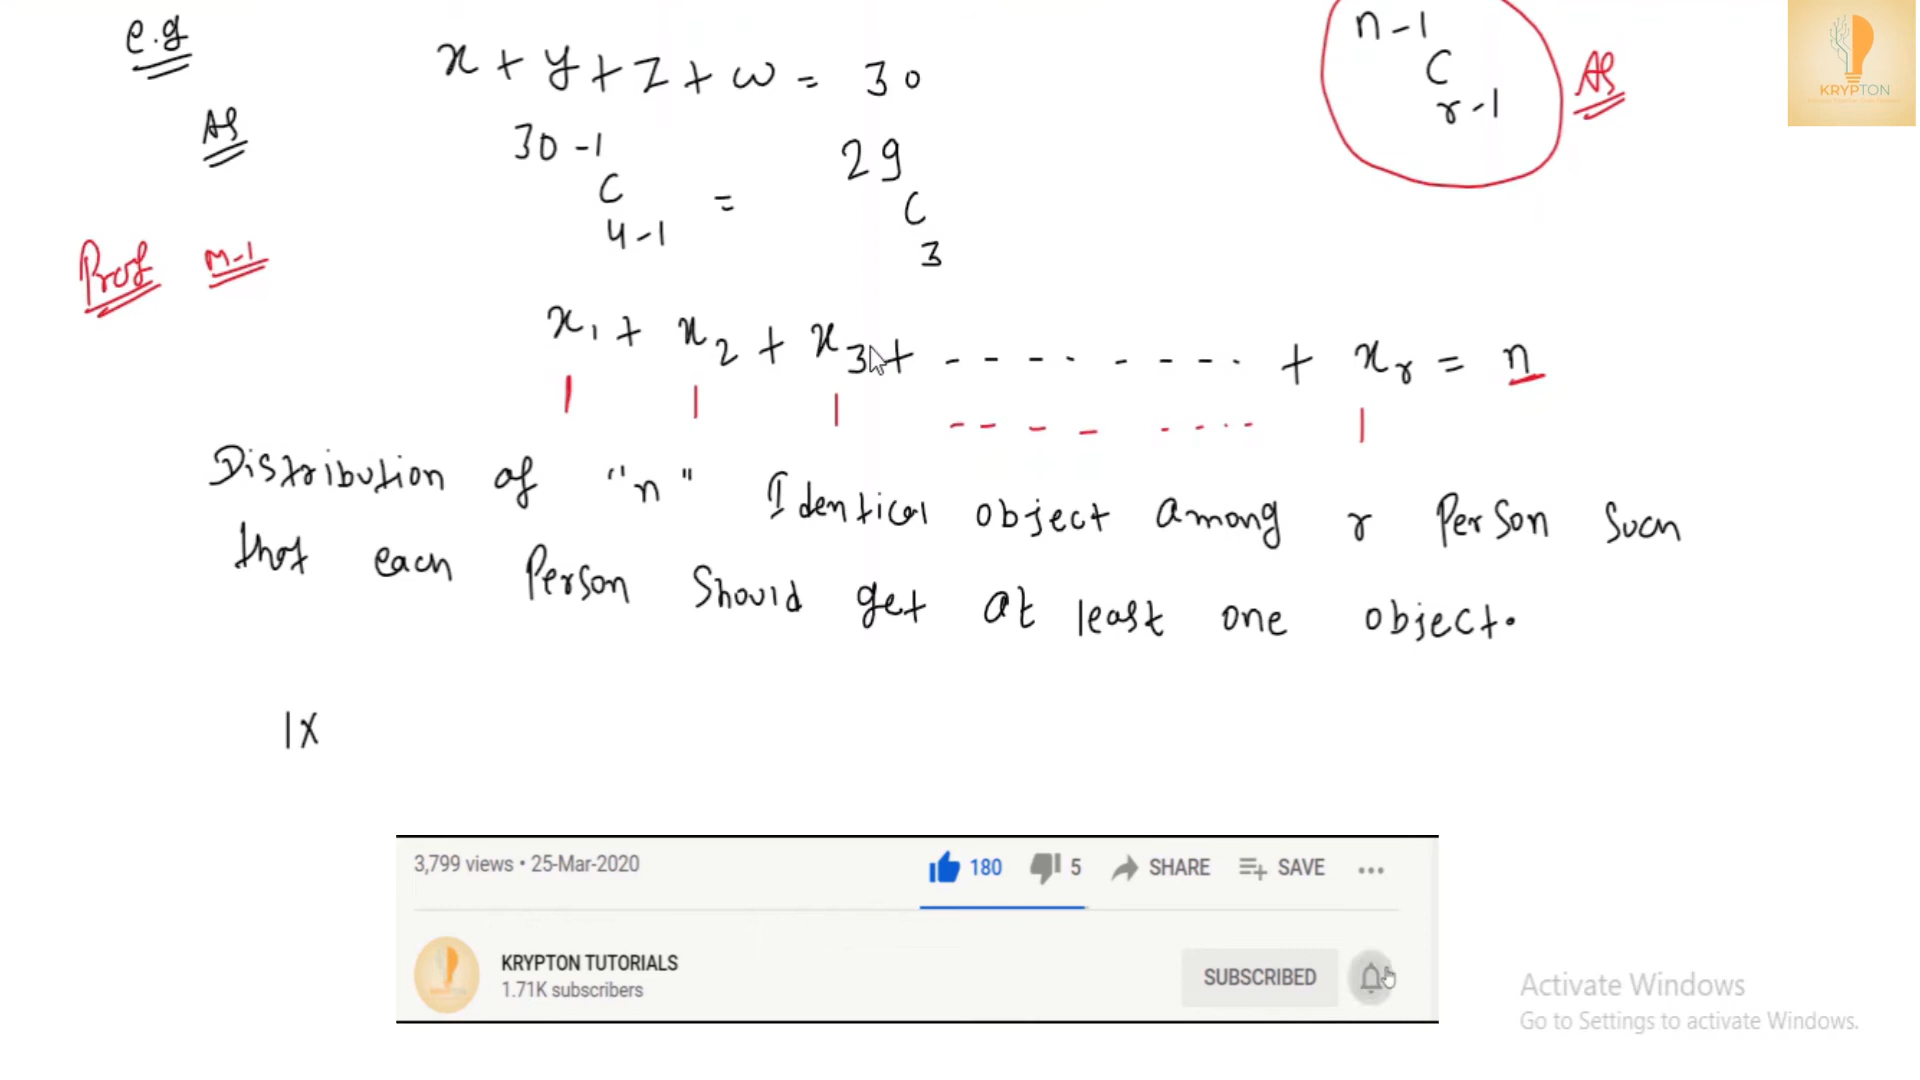 e.g
x + y + z + w = 30
n-1
C
r-1
As
KRYPTON
As
30-1
C
4-1
=
29
C
3
Prof M-1
x₁ + x₂ + x₃ + - - - - - - - - + xᵣ = n
| | | - - - - - - - - |
Distribution of "n" Identical object among r Person Such
that each Person Should get at least one object.
1X
3,799 views • 25-Mar-2020 180 5 SHARE SAVE ...
KRYPTON TUTORIALS
1.71K subscribers
SUBSCRIBED
Activate Windows
Go to Settings to activate Windows.